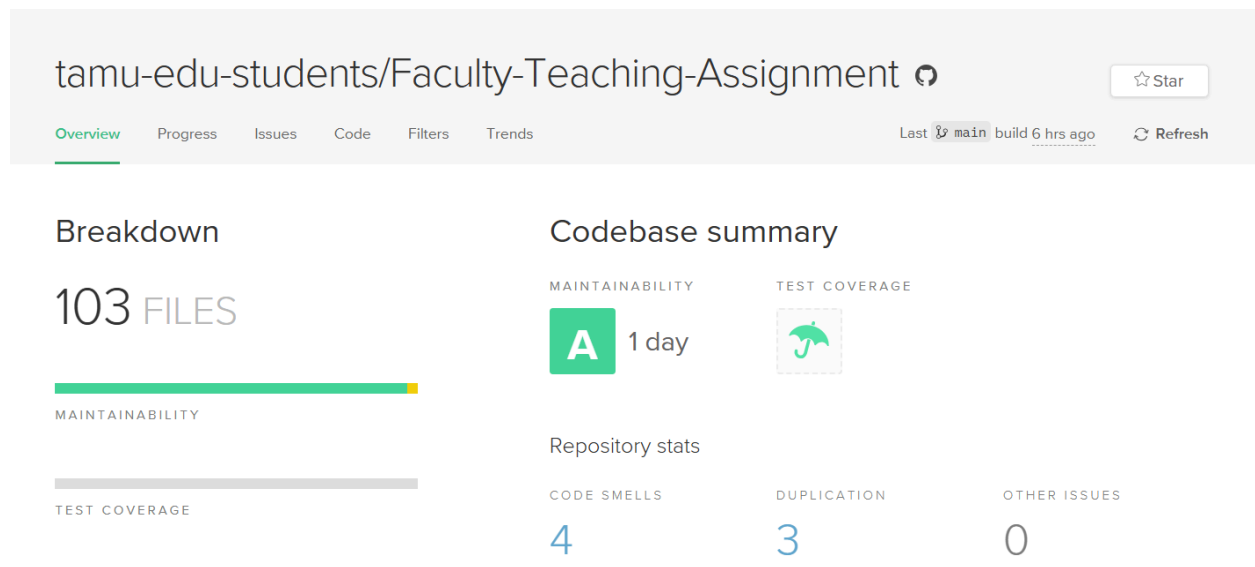 tamu-edu-students/Faculty-Teaching-Assignment
Star
Overview Progress Issues Code Filters Trends
Last main build 6 hrs ago Refresh
Breakdown
103 FILES
MAINTAINABILITY
TEST COVERAGE
Codebase summary
MAINTAINABILITY TEST COVERAGE
A 1 day
Repository stats
CODE SMELLS DUPLICATION OTHER ISSUES
4 3 0